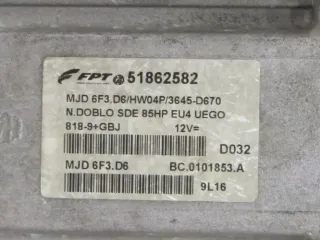 FPT 51862582
MJD 6F3.D6/HW04P/3645-D670
N.DOBLO SDE 85HP EU4 UEGO
818-9+GBJ 12V=
D032
MJD 6F3.D6 BC.0101853.A
9L16